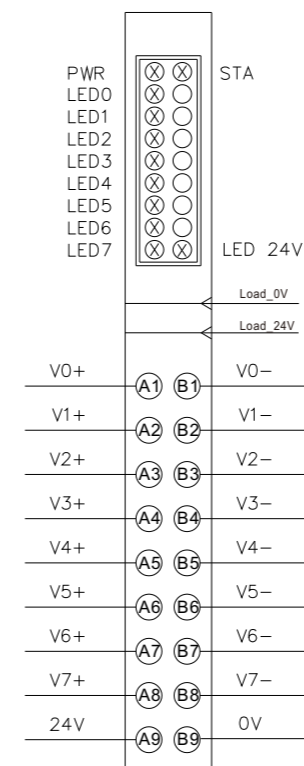 PWR STA
LED0
LED1
LED2
LED3
LED4
LED5
LED6
LED7 LED 24V
Load_0V
Load_24V
V0+ A1 B1 V0-
V1+ A2 B2 V1-
V2+ A3 B3 V2-
V3+ A4 B4 V3-
V4+ A5 B5 V4-
V5+ A6 B6 V5-
V6+ A7 B7 V6-
V7+ A8 B8 V7-
24V A9 B9 0V